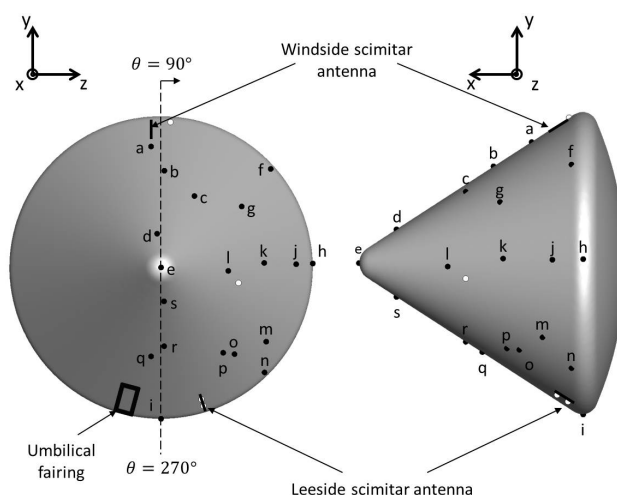 y
x
z
θ = 90°
Windside scimitar
antenna
y
x
z
a
b
c
d
e
f
g
h
i
j
k
l
m
n
o
p
q
r
s
a
b
c
d
e
f
g
h
i
j
k
l
m
n
o
p
q
r
s
Umbilical
fairing
θ = 270°
Leeside scimitar antenna